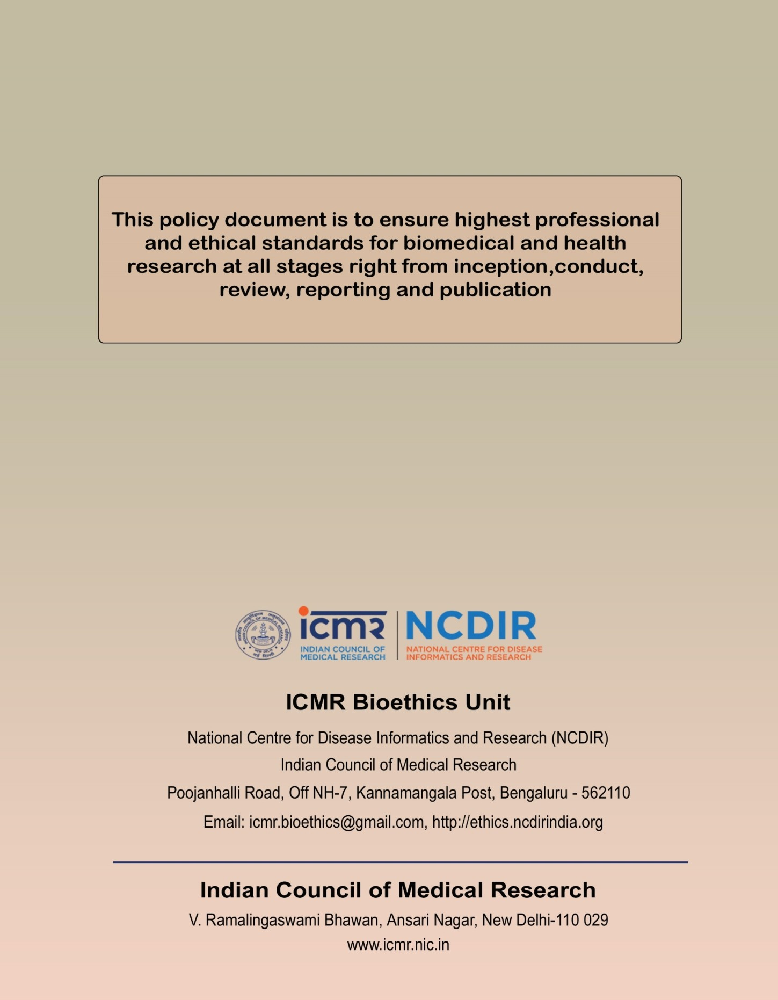 This policy document is to ensure highest professional
and ethical standards for biomedical and health
research at all stages right from inception,conduct,
review, reporting and publication
icmr
INDIAN COUNCIL OF
MEDICAL RESEARCH
NCDIR
NATIONAL CENTRE FOR DISEASE
INFORMATICS AND RESEARCH
ICMR Bioethics Unit
National Centre for Disease Informatics and Research (NCDIR)
Indian Council of Medical Research
Poojanhalli Road, Off NH-7, Kannamangala Post, Bengaluru - 562110
Email: icmr.bioethics@gmail.com, http://ethics.ncdirindia.org
Indian Council of Medical Research
V. Ramalingaswami Bhawan, Ansari Nagar, New Delhi-110 029
www.icmr.nic.in